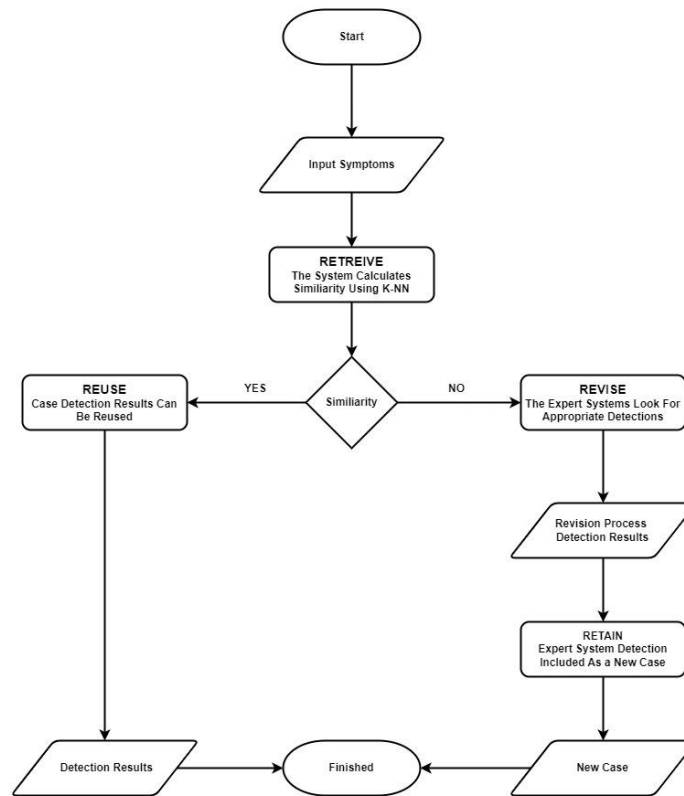 Start
Input Symptoms
RETREIVE
The System Calculates
Similiarity Using K-NN
YES
Similiarity
NO
REUSE
Case Detection Results Can
Be Reused
REVISE
The Expert Systems Look For
Appropriate Detections
Revision Process
Detection Results
RETAIN
Expert System Detection
Included As a New Case
Detection Results
Finished
New Case